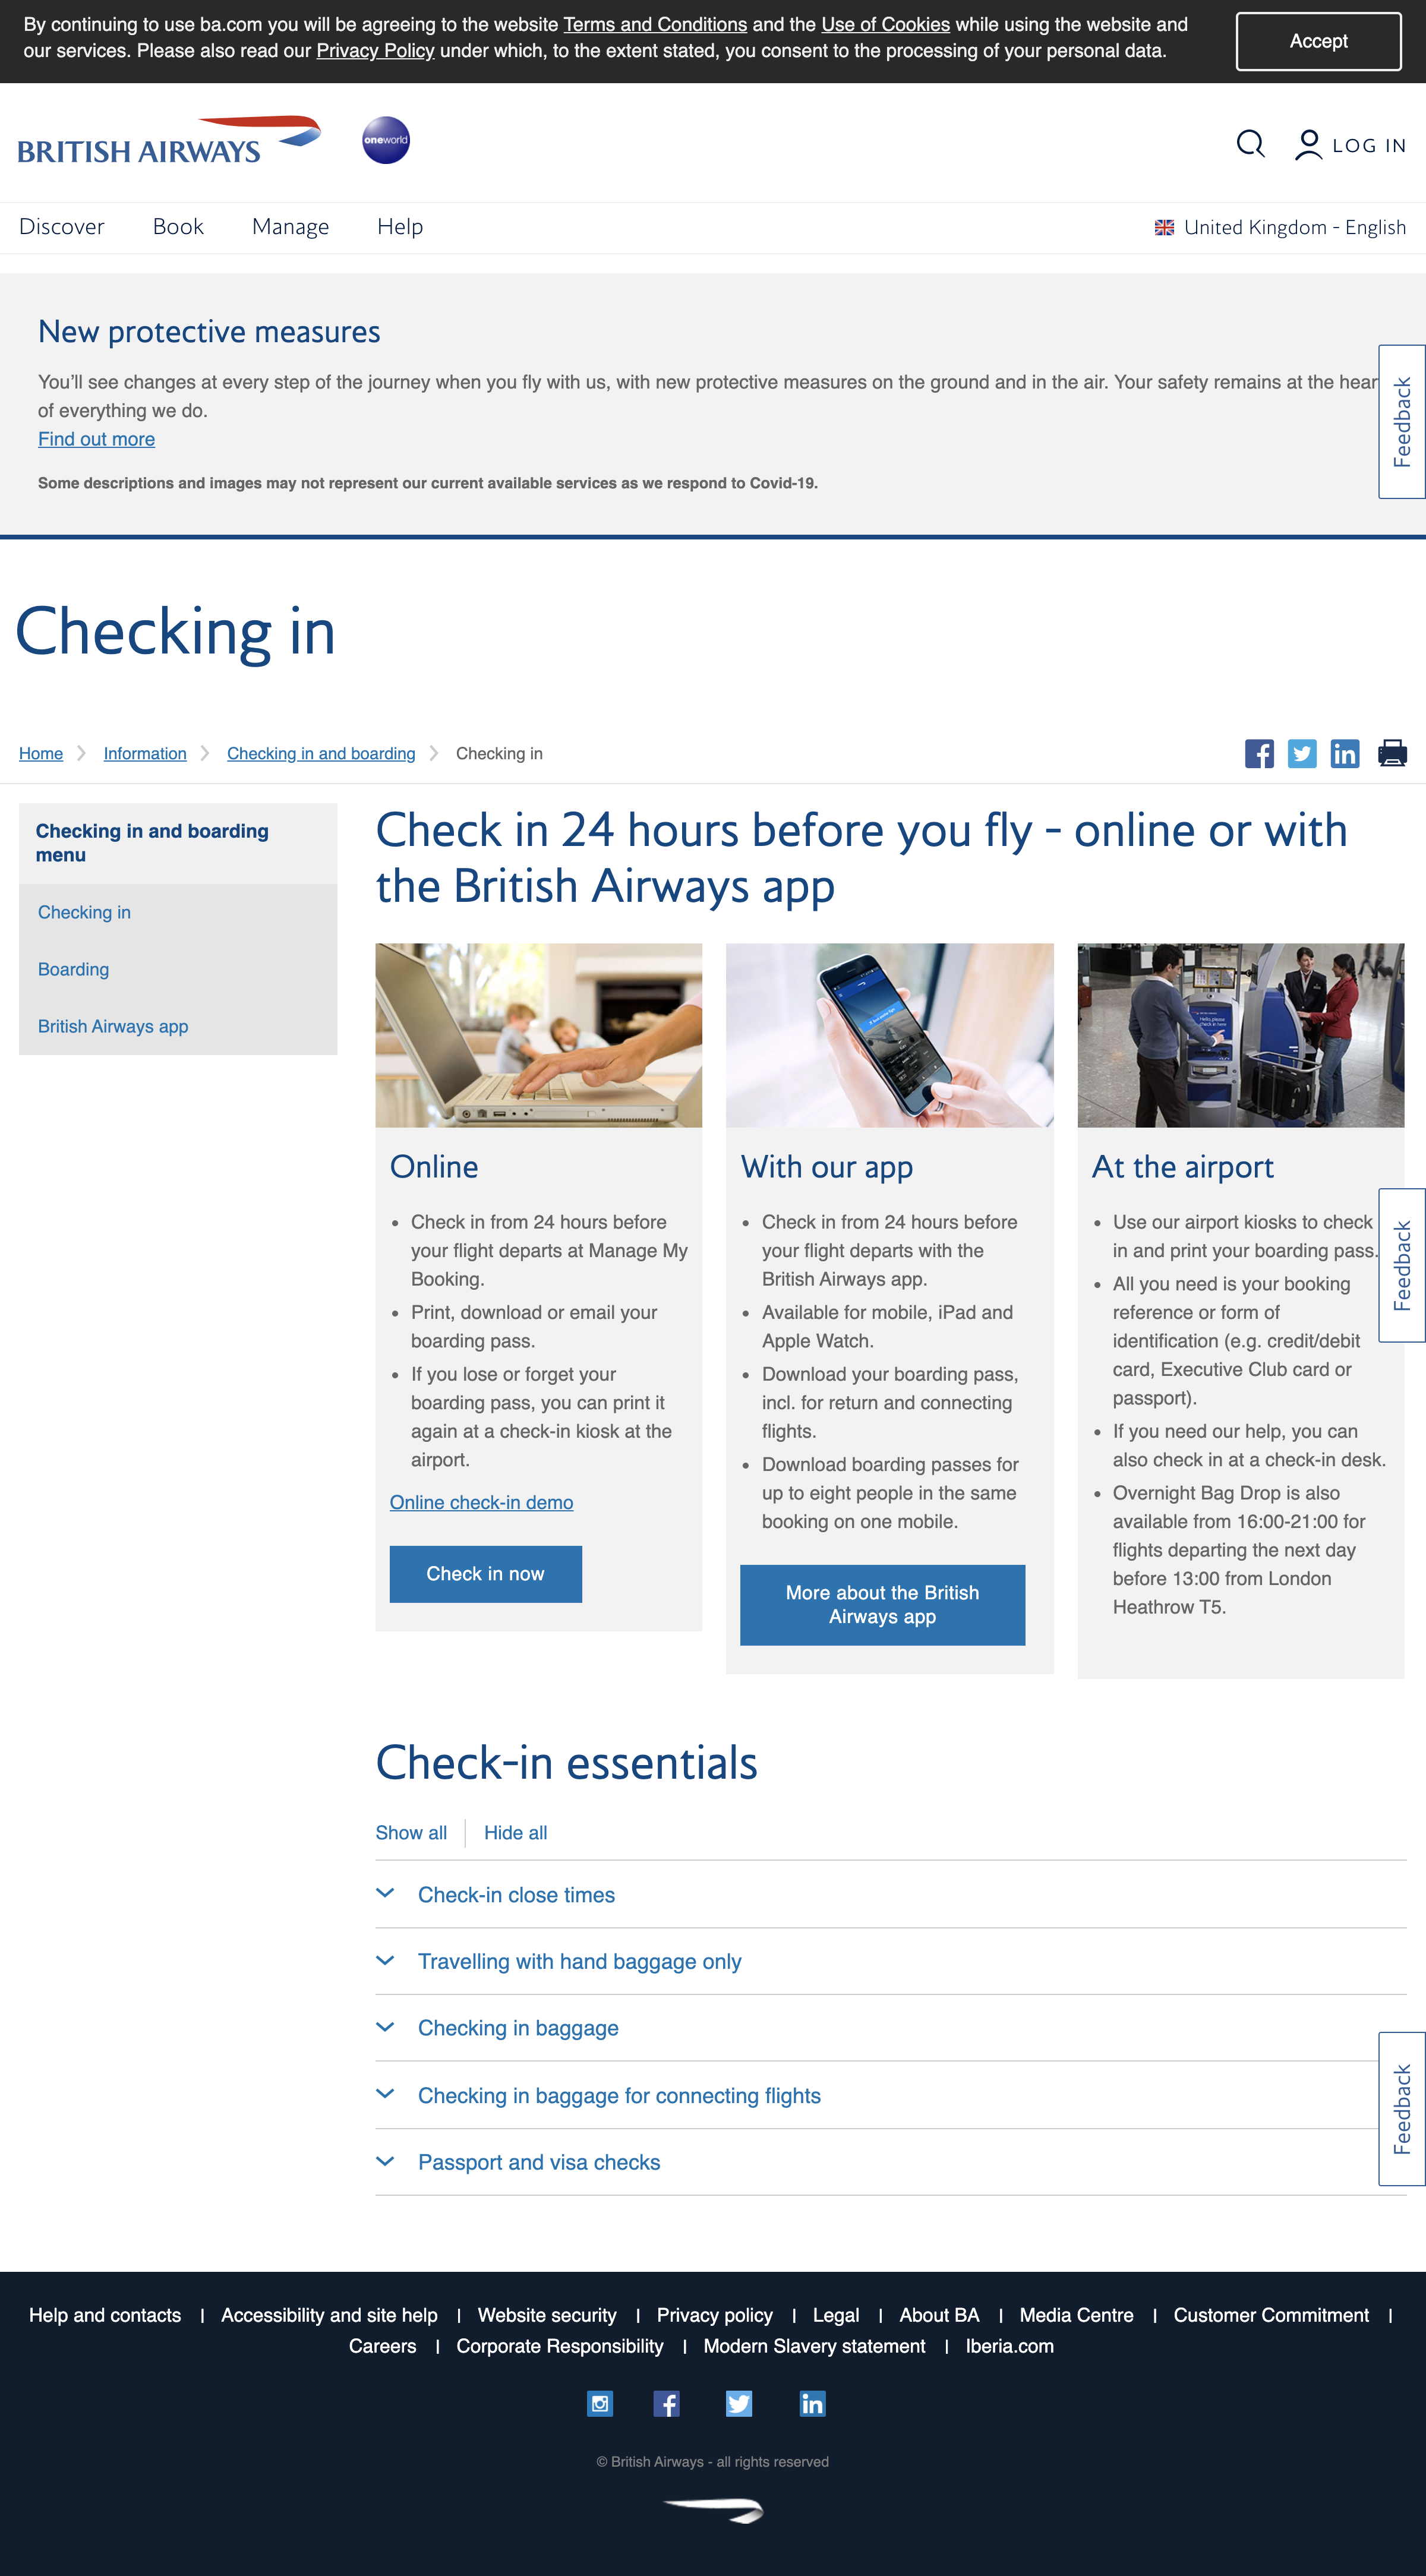 By continuing to use ba.com you will be agreeing to the website Terms and Conditions and the Use of Cookies while using the website and
our services. Please also read our Privacy Policy under which, to the extent stated, you consent to the processing of your personal data.
Accept
BRITISH AIRWAYS
oneworld
LOG IN
Discover
Book
Manage
Help
United Kingdom - English
New protective measures
You'll see changes at every step of the journey when you fly with us, with new protective measures on the ground and in the air. Your safety remains at the hear
of everything we do.
Find out more
Some descriptions and images may not represent our current available services as we respond to Covid-19.
Feedback
Checking in
Home
Information
Checking in and boarding
Checking in
Checking in and boarding
menu
Checking in
Boarding
British Airways app
Check in 24 hours before you fly - online or with
the British Airways app
Online
Check in from 24 hours before
your flight departs at Manage My
Booking.
Print, download or email your
boarding pass.
If you lose or forget your
boarding pass, you can print it
again at a check-in kiosk at the
airport.
Online check-in demo
Check in now
With our app
Check in from 24 hours before
your flight departs with the
British Airways app.
Available for mobile, iPad and
Apple Watch.
Download your boarding pass,
incl. for return and connecting
flights.
Download boarding passes for
up to eight people in the same
booking on one mobile.
More about the British
Airways app
At the airport
Use our airport kiosks to check
in and print your boarding pass.
All you need is your booking
reference or form of
identification (e.g. credit/debit
card, Executive Club card or
passport).
If you need our help, you can
also check in at a check-in desk.
Overnight Bag Drop is also
available from 16:00-21:00 for
flights departing the next day
before 13:00 from London
Heathrow T5.
Feedback
Check-in essentials
Show all
Hide all
Check-in close times
Travelling with hand baggage only
Checking in baggage
Checking in baggage for connecting flights
Passport and visa checks
Feedback
Help and contacts | Accessibility and site help | Website security | Privacy policy | Legal | About BA | Media Centre | Customer Commitment |
Careers | Corporate Responsibility | Modern Slavery statement | Iberia.com
© British Airways - all rights reserved